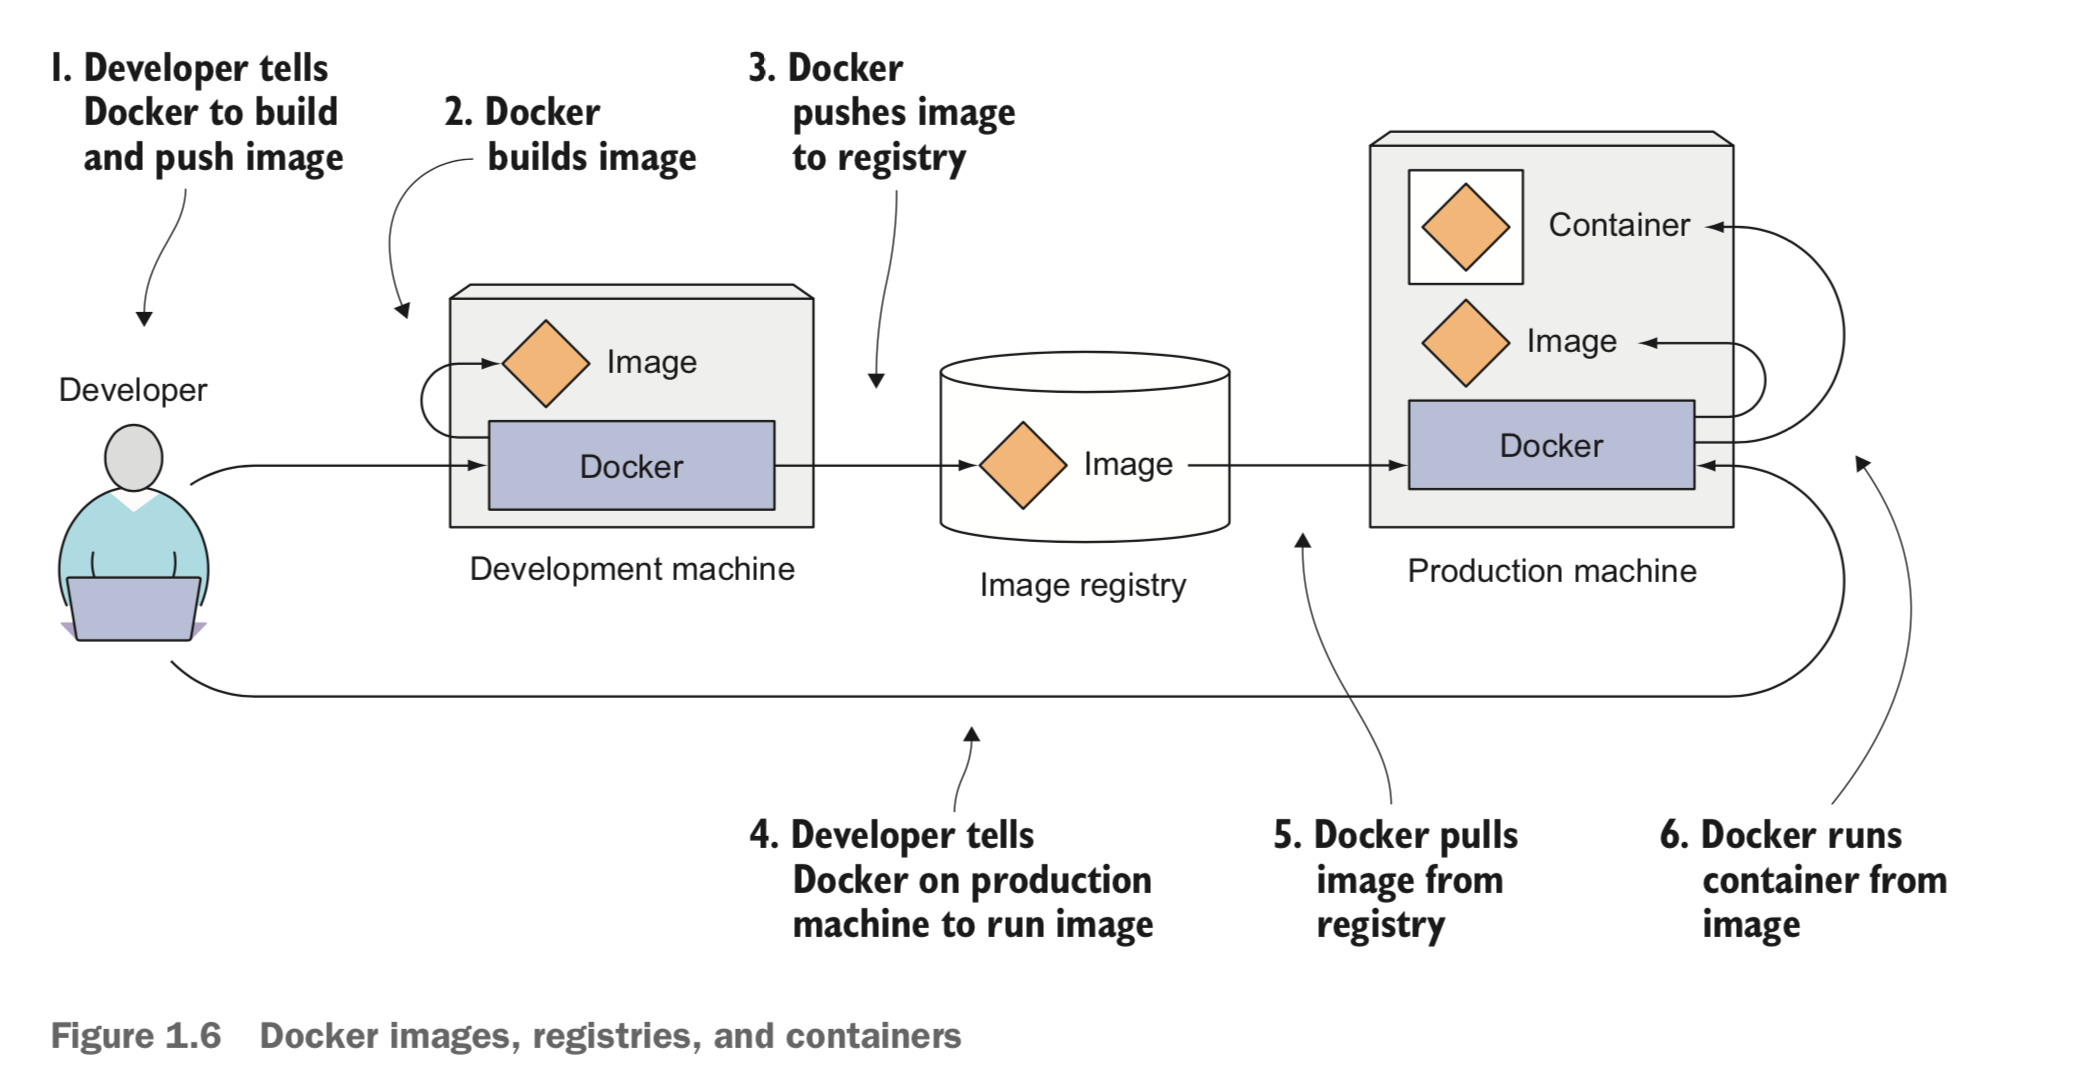 1. Developer tells
Docker to build
and push image
2. Docker
builds image
3. Docker
pushes image
to registry
Developer
Image
Docker
Development machine
Image
Image registry
Container
Image
Docker
Production machine
4. Developer tells
Docker on production
machine to run image
5. Docker pulls
image from
registry
6. Docker runs
container from
image
Figure 1.6 Docker images, registries, and containers